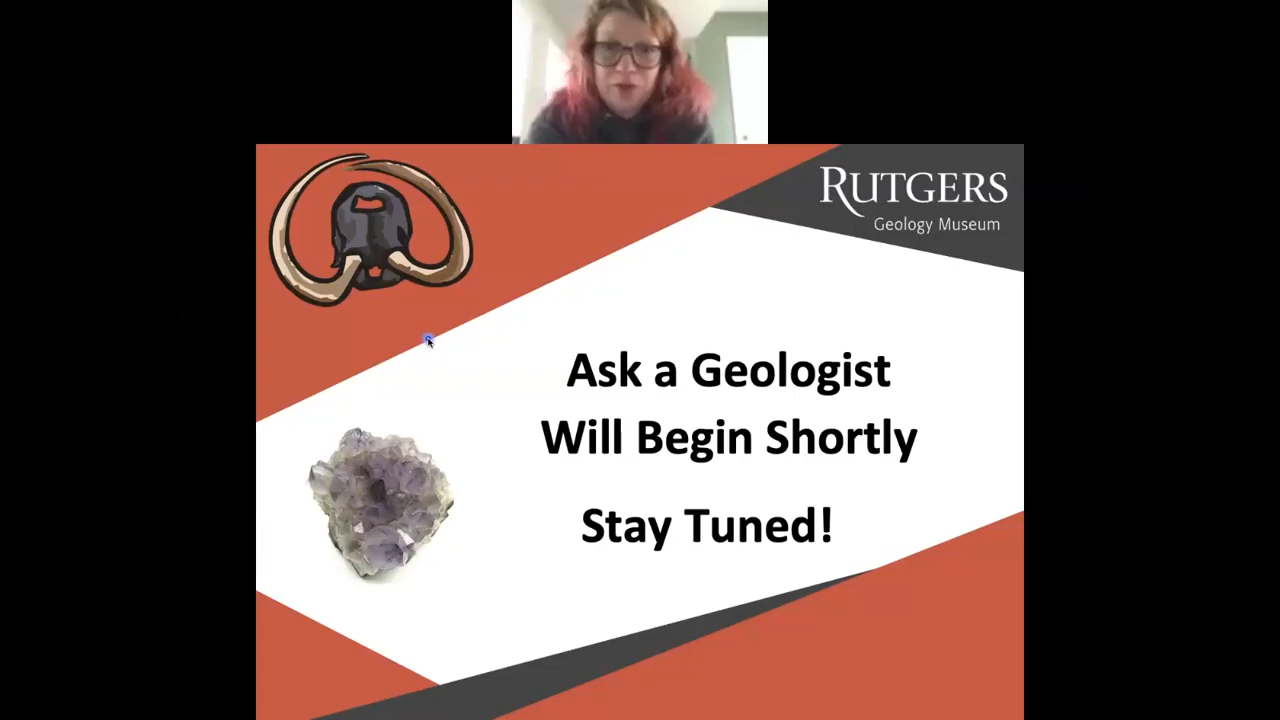 RUTGERS
Geology Museum
Ask a Geologist
Will Begin Shortly
Stay Tuned!